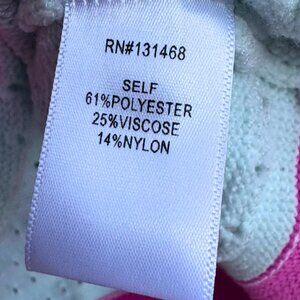 RN#131468
SELF
61%POLYESTER
25%VISCOSE
14%NYLON